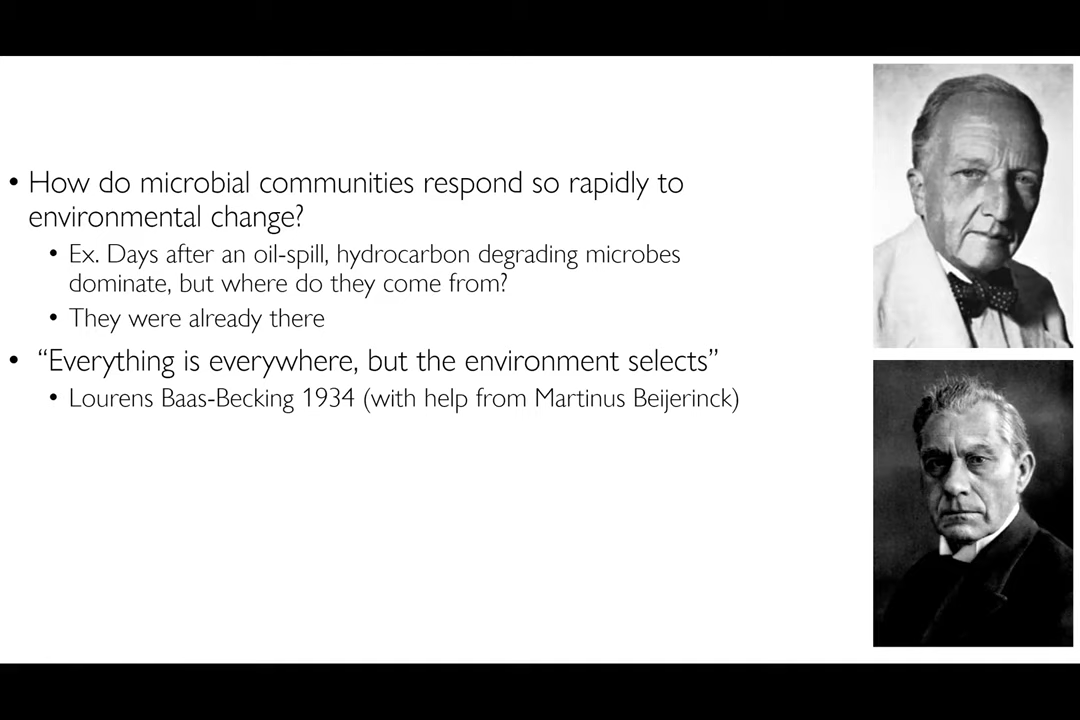 • How do microbial communities respond so rapidly to
environmental change?
• Ex. Days after an oil-spill, hydrocarbon degrading microbes
dominate, but where do they come from?
• They were already there
• “Everything is everywhere, but the environment selects”
• Lourens Baas-Becking 1934 (with help from Martinus Beijerinck)